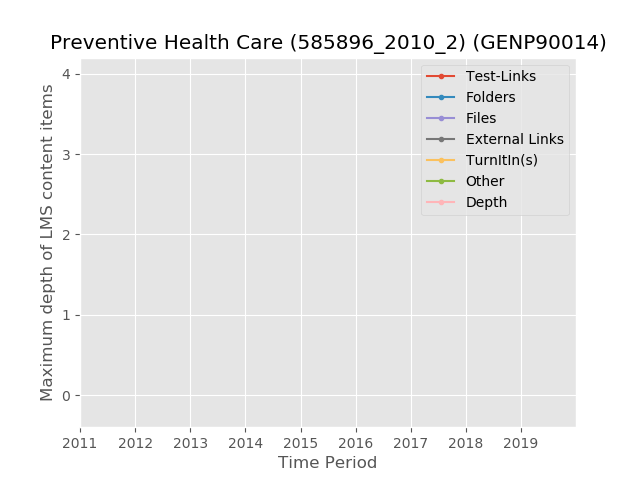 Preventive Health Care (585896_2010_2) (GENP90014)
Maximum depth of LMS content items
4
3
2
1
0
Test-Links
Folders
Files
External Links
TurnItIn(s)
Other
Depth
2011 2012 2013 2014 2015 2016 2017 2018 2019
Time Period